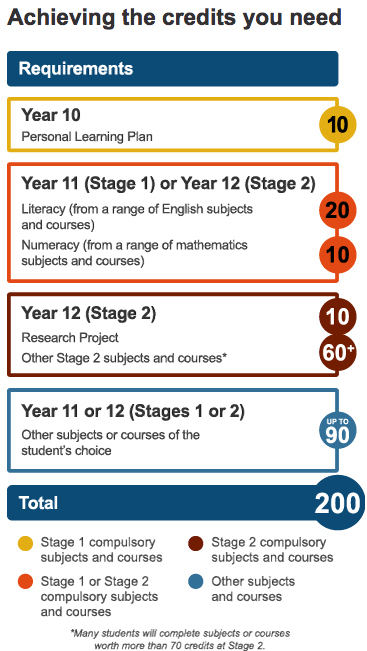 Achieving the credits you need
Requirements
Year 10
Personal Learning Plan
10
Year 11 (Stage 1) or Year 12 (Stage 2)
Literacy (from a range of English subjects
and courses)
20
Numeracy (from a range of mathematics
subjects and courses)
10
Year 12 (Stage 2)
Research Project
10
Other Stage 2 subjects and courses*
60+
Year 11 or 12 (Stages 1 or 2)
Other subjects or courses of the
student's choice
UP TO
90
Total
200
Stage 1 compulsory
subjects and courses
Stage 2 compulsory
subjects and courses
Stage 1 or Stage 2
compulsory subjects
and courses
Other subjects
and courses
*Many students will complete subjects or courses
worth more than 70 credits at Stage 2.